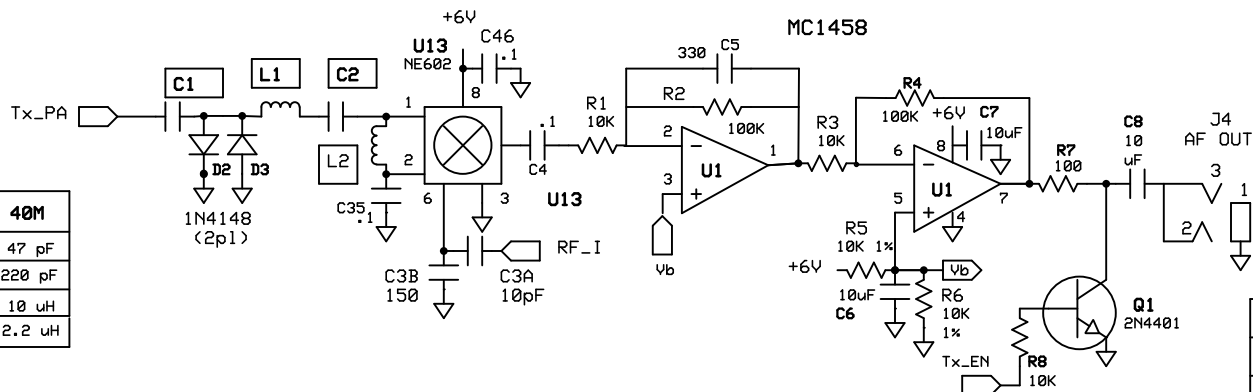 MC1458
+6V
C46
.1
U13
NE602
8
C1
L1
C2
Tx_PA
1
2
L2
D2
D3
1N4148
(2pl)
C35
.1
6
3
U13
.1
C4
R1
10K
330
C5
R2
100K
2
3
1
U1
Vb
R3
10K
R4
100K
+6V
C7
10uF
8
6
5
4
7
U1
R7
100
C8
10
uF
J4
AF OUT
3
2
1
40M
47 pF
220 pF
10 uH
2.2 uH
C3B
150
C3A
10pF
RF_I
R5
10K 1%
+6V
Vb
10uF
C6
R6
10K
1%
Q1
2N4401
Tx_EN
R8
10K